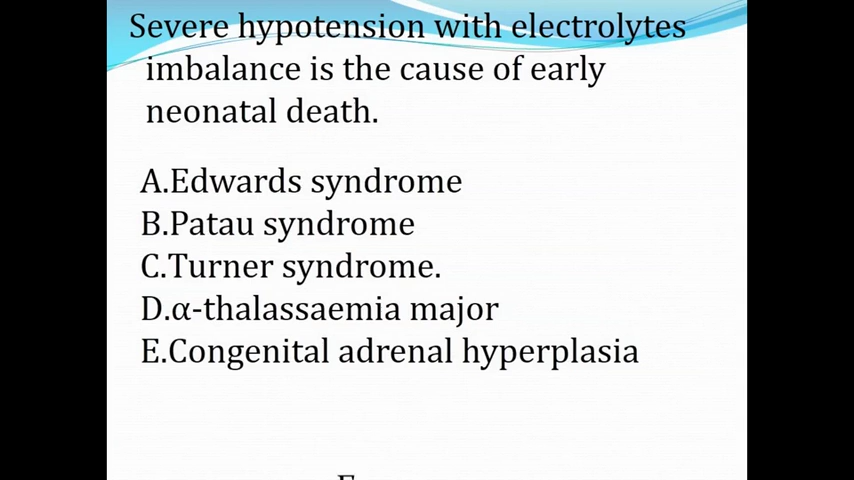 Severe hypotension with electrolytes
imbalance is the cause of early
neonatal death.
A.Edwards syndrome
B.Patau syndrome
C.Turner syndrome.
D.α-thalassaemia major
E.Congenital adrenal hyperplasia